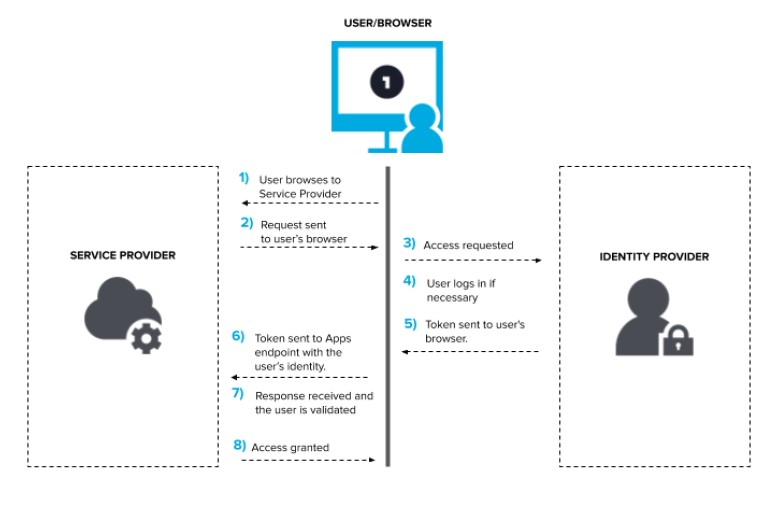 USER/BROWSER
1
1) User browses to
Service Provider
2) Request sent
to user's browser
3) Access requested
SERVICE PROVIDER
IDENTITY PROVIDER
4) User logs in if
necessary
5) Token sent to user's
browser.
6) Token sent to Apps
endpoint with the
user's identity.
7) Response received and
the user is validated
8) Access granted